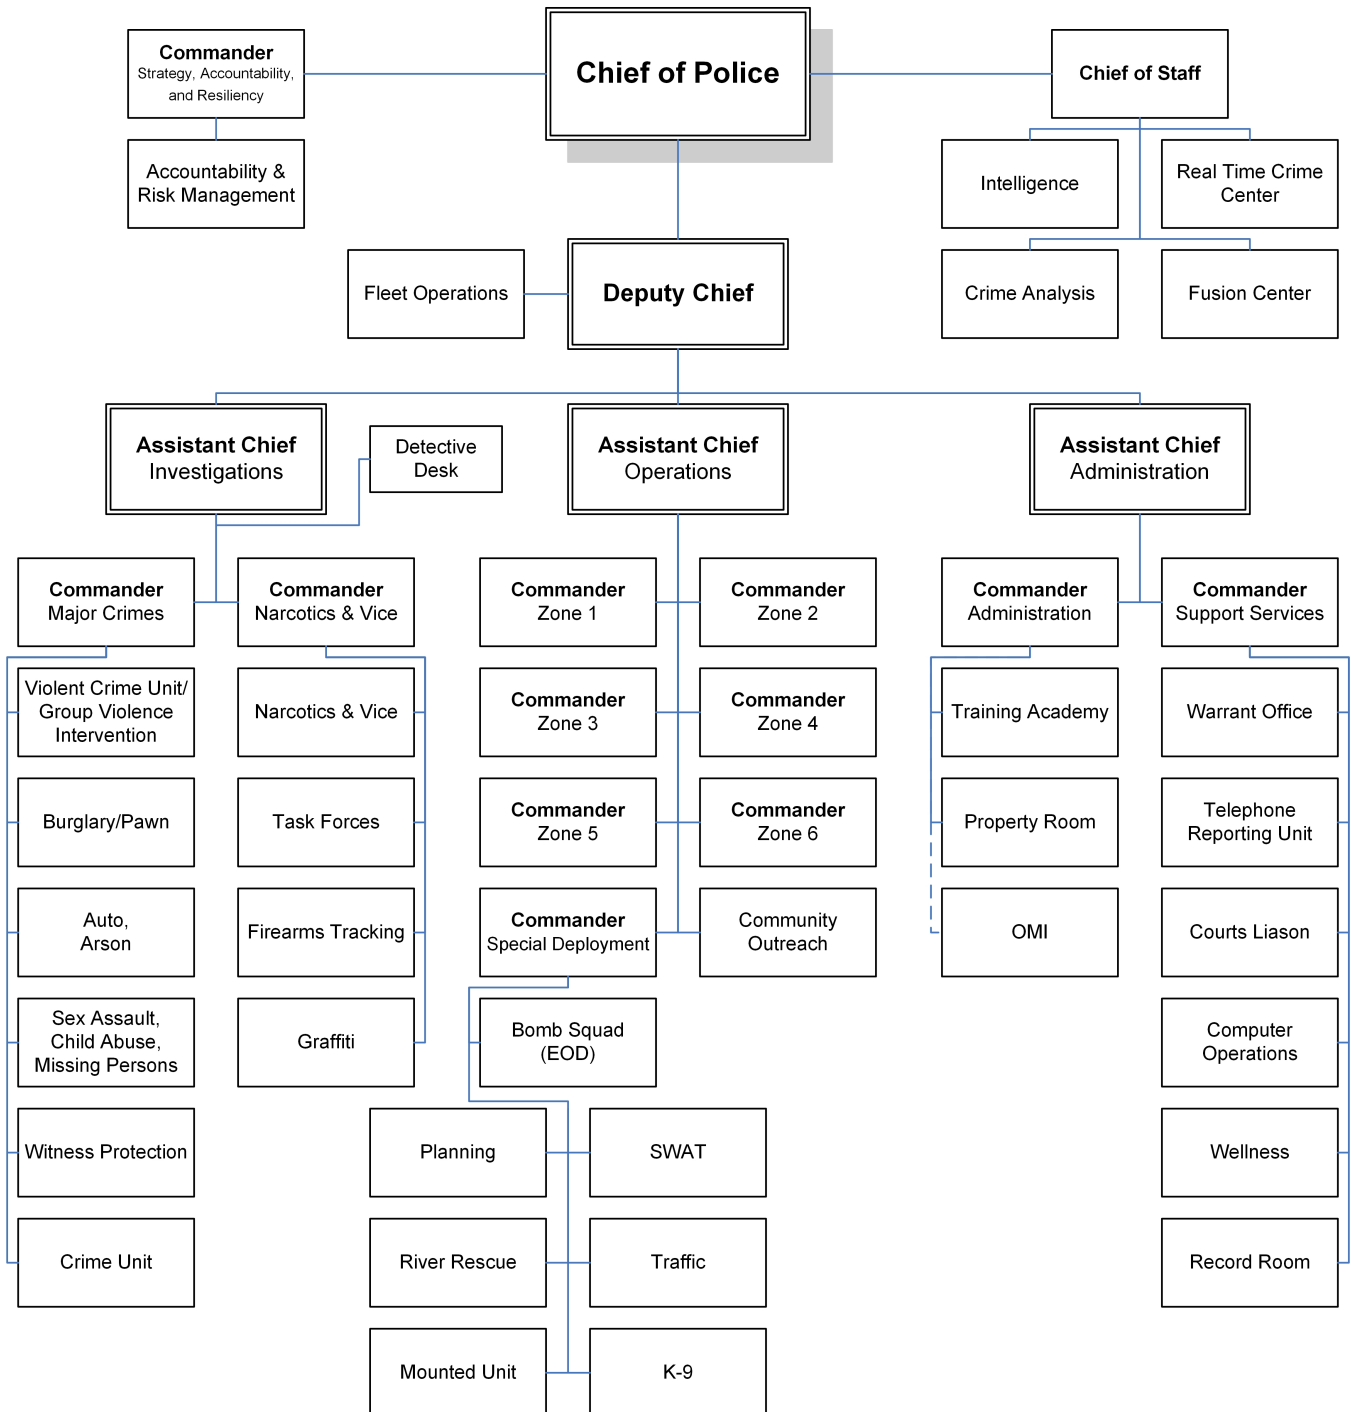 Commander
Strategy, Accountability,
and Resiliency
Chief of Police
Chief of Staff
Accountability &
Risk Management
Intelligence
Real Time Crime
Center
Fleet Operations
Deputy Chief
Crime Analysis
Fusion Center
Assistant Chief
Investigations
Detective
Desk
Assistant Chief
Operations
Assistant Chief
Administration
Commander
Major Crimes
Commander
Narcotics & Vice
Commander
Zone 1
Commander
Zone 2
Commander
Administration
Commander
Support Services
Violent Crime Unit/
Group Violence
Intervention
Narcotics & Vice
Commander
Zone 3
Commander
Zone 4
Training Academy
Warrant Office
Burglary/Pawn
Task Forces
Commander
Zone 5
Commander
Zone 6
Property Room
Telephone
Reporting Unit
Auto,
Arson
Firearms Tracking
Commander
Special Deployment
Community
Outreach
OMI
Courts Liason
Sex Assault,
Child Abuse,
Missing Persons
Graffiti
Bomb Squad
(EOD)
Computer
Operations
Witness Protection
Planning
SWAT
Wellness
Crime Unit
River Rescue
Traffic
Record Room
Mounted Unit
K-9